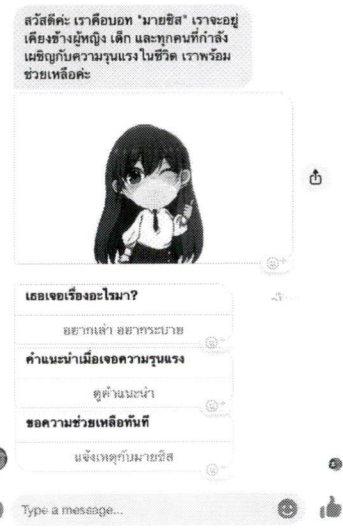 สวัสดีค่ะ เราคือบอท "มายซิส" เราจะอยู่
เคียงข้างผู้หญิง เด็ก และทุกคนที่กำลัง
เผชิญกับความรุนแรงในชีวิต เราพร้อม
ช่วยเหลือค่ะ
เธอเจอเรื่องอะไรมา?
อยากเล่า อยากระบาย
คำแนะนำเมื่อเจอความรุนแรง
ดูคำแนะนำ
ขอความช่วยเหลือทันที
แจ้งเหตุกับมายซิส
Type a message...